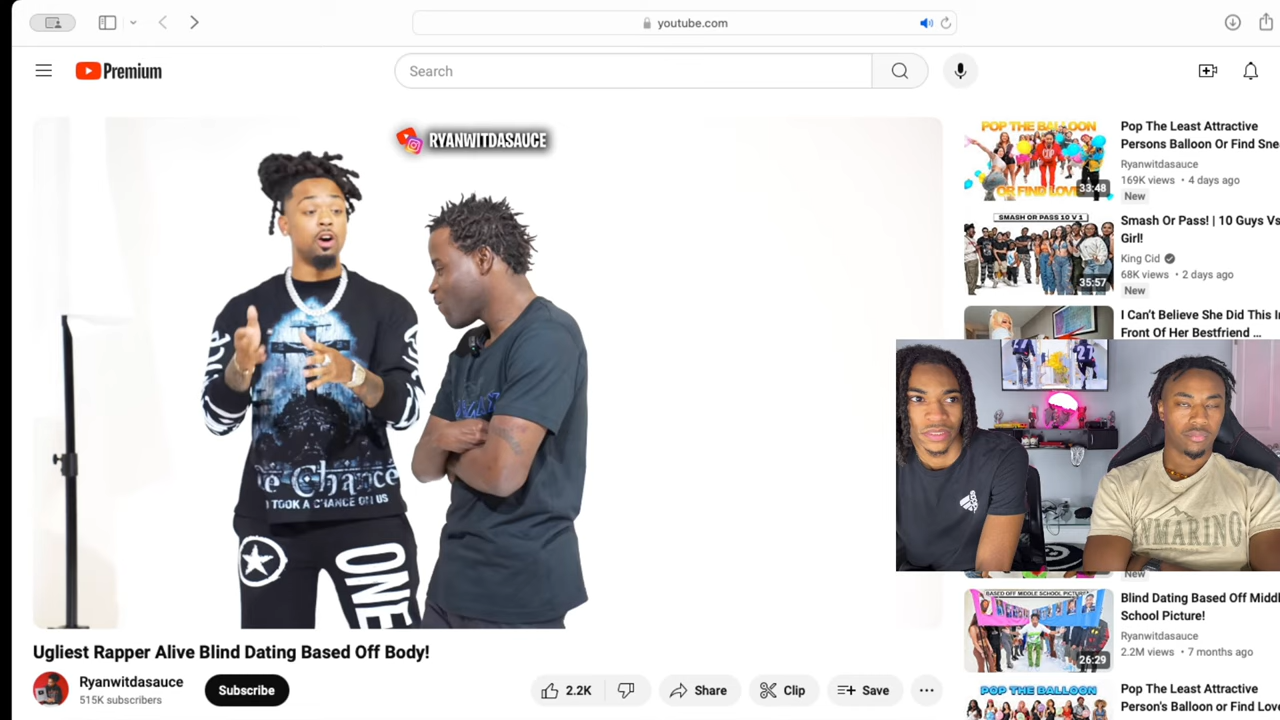 youtube.com
Premium
Search
RYANWITDASAUCE
e Chance
TOOK A CHANCE ON US
ONE
POP THE BALLOON
OR FIND LOVE
33:48
Pop The Least Attractive
Persons Balloon Or Find Sne
Ryanwitdasauce
169K views • 4 days ago
New
SMASH OR PASS 10 V 1
35:57
Smash Or Pass! | 10 Guys Vs
Girl!
King Cid
68K views • 2 days ago
New
I Can't Believe She Did This In
Front Of Her Bestfriend ...
27
NMARINO
New
BASED OFF MIDDLE SCHOOL PICTURE!
26:29
Blind Dating Based Off Middl
School Picture!
Ryanwitdasauce
2.2M views • 7 months ago
POP THE BALLOON
Pop The Least Attractive
Person's Balloon or Find Love
Ugliest Rapper Alive Blind Dating Based Off Body!
Ryanwitdasauce
515K subscribers
Subscribe
2.2K
Share
Clip
Save